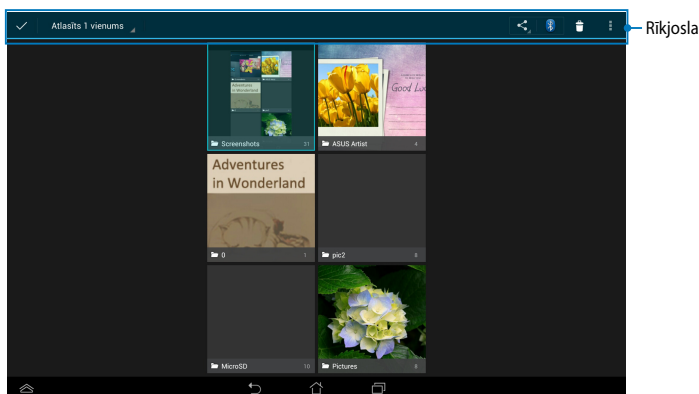 Atlasīts 1 vienums
Rīkjosla
Good Luc
Screenshots 31
ASUS Artist 4
Adventures
in Wonderland
0 1
pic2 8
MicroSD 10
Pictures 8